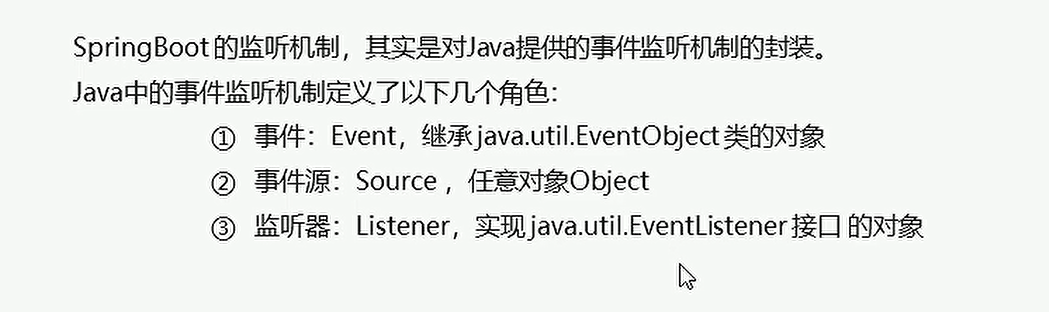 SpringBoot 的监听机制，其实是对Java提供的事件监听机制的封装。
Java中的事件监听机制定义了以下几个角色：
① 事件：Event，继承 java.util.EventObject 类的对象
② 事件源：Source ，任意对象Object
③ 监听器：Listener，实现 java.util.EventListener 接口 的对象